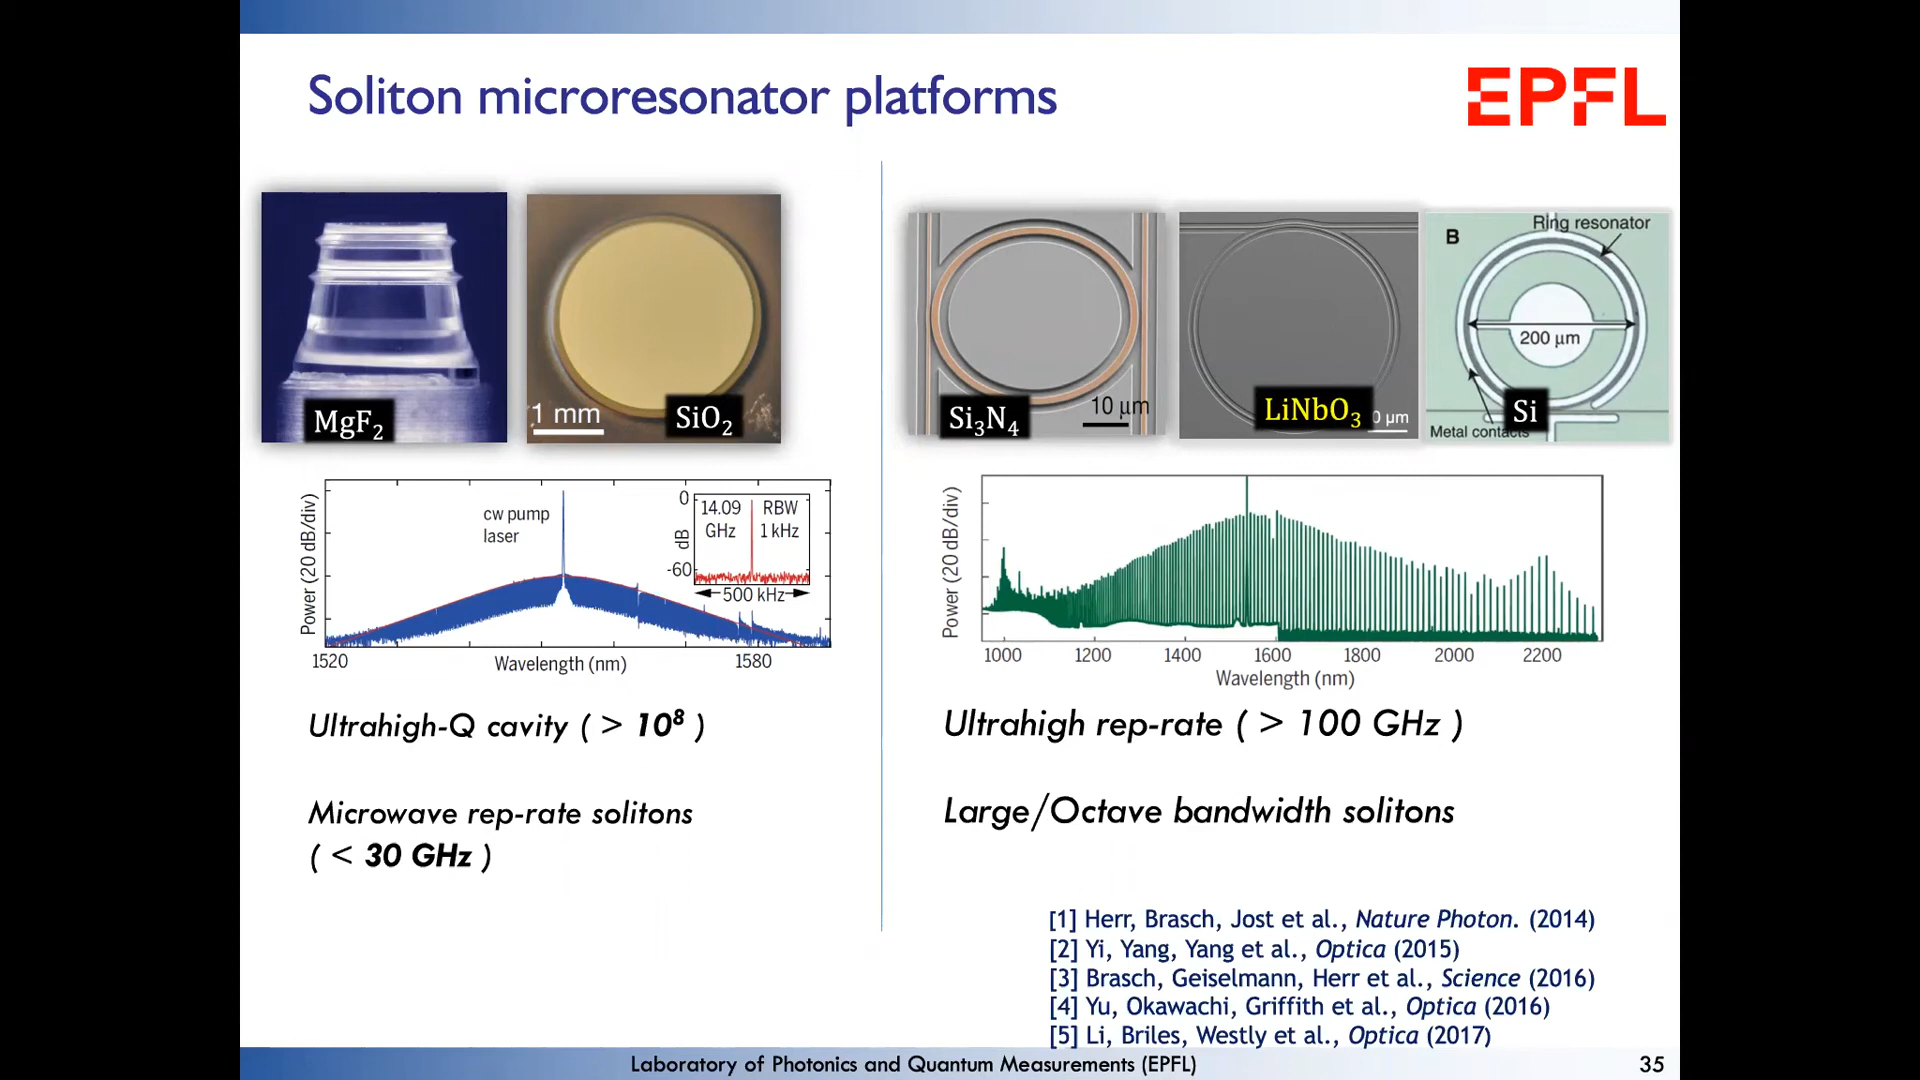 Soliton microresonator platforms
EPFL
MgF2
1 mm
SiO2
Si3N4
10 µm
LiNbO3
0 µm
B
Ring resonator
200 µm
Si
Metal contacts
Power (20 dB/div)
cw pump
laser
0
dB
-60
14.09
GHz
RBW
1 kHz
500 kHz
1520
Wavelength (nm)
1580
Power (20 dB/div)
1000 1200 1400 1600 1800 2000 2200
Wavelength (nm)
Ultrahigh-Q cavity ( > 10⁸ )
Microwave rep-rate solitons
( < 30 GHz )
Ultrahigh rep-rate ( > 100 GHz )
Large/Octave bandwidth solitons
[1] Herr, Brasch, Jost et al., Nature Photon. (2014)
[2] Yi, Yang, Yang et al., Optica (2015)
[3] Brasch, Geiselmann, Herr et al., Science (2016)
[4] Yu, Okawachi, Griffith et al., Optica (2016)
[5] Li, Briles, Westly et al., Optica (2017)
Laboratory of Photonics and Quantum Measurements (EPFL)
35